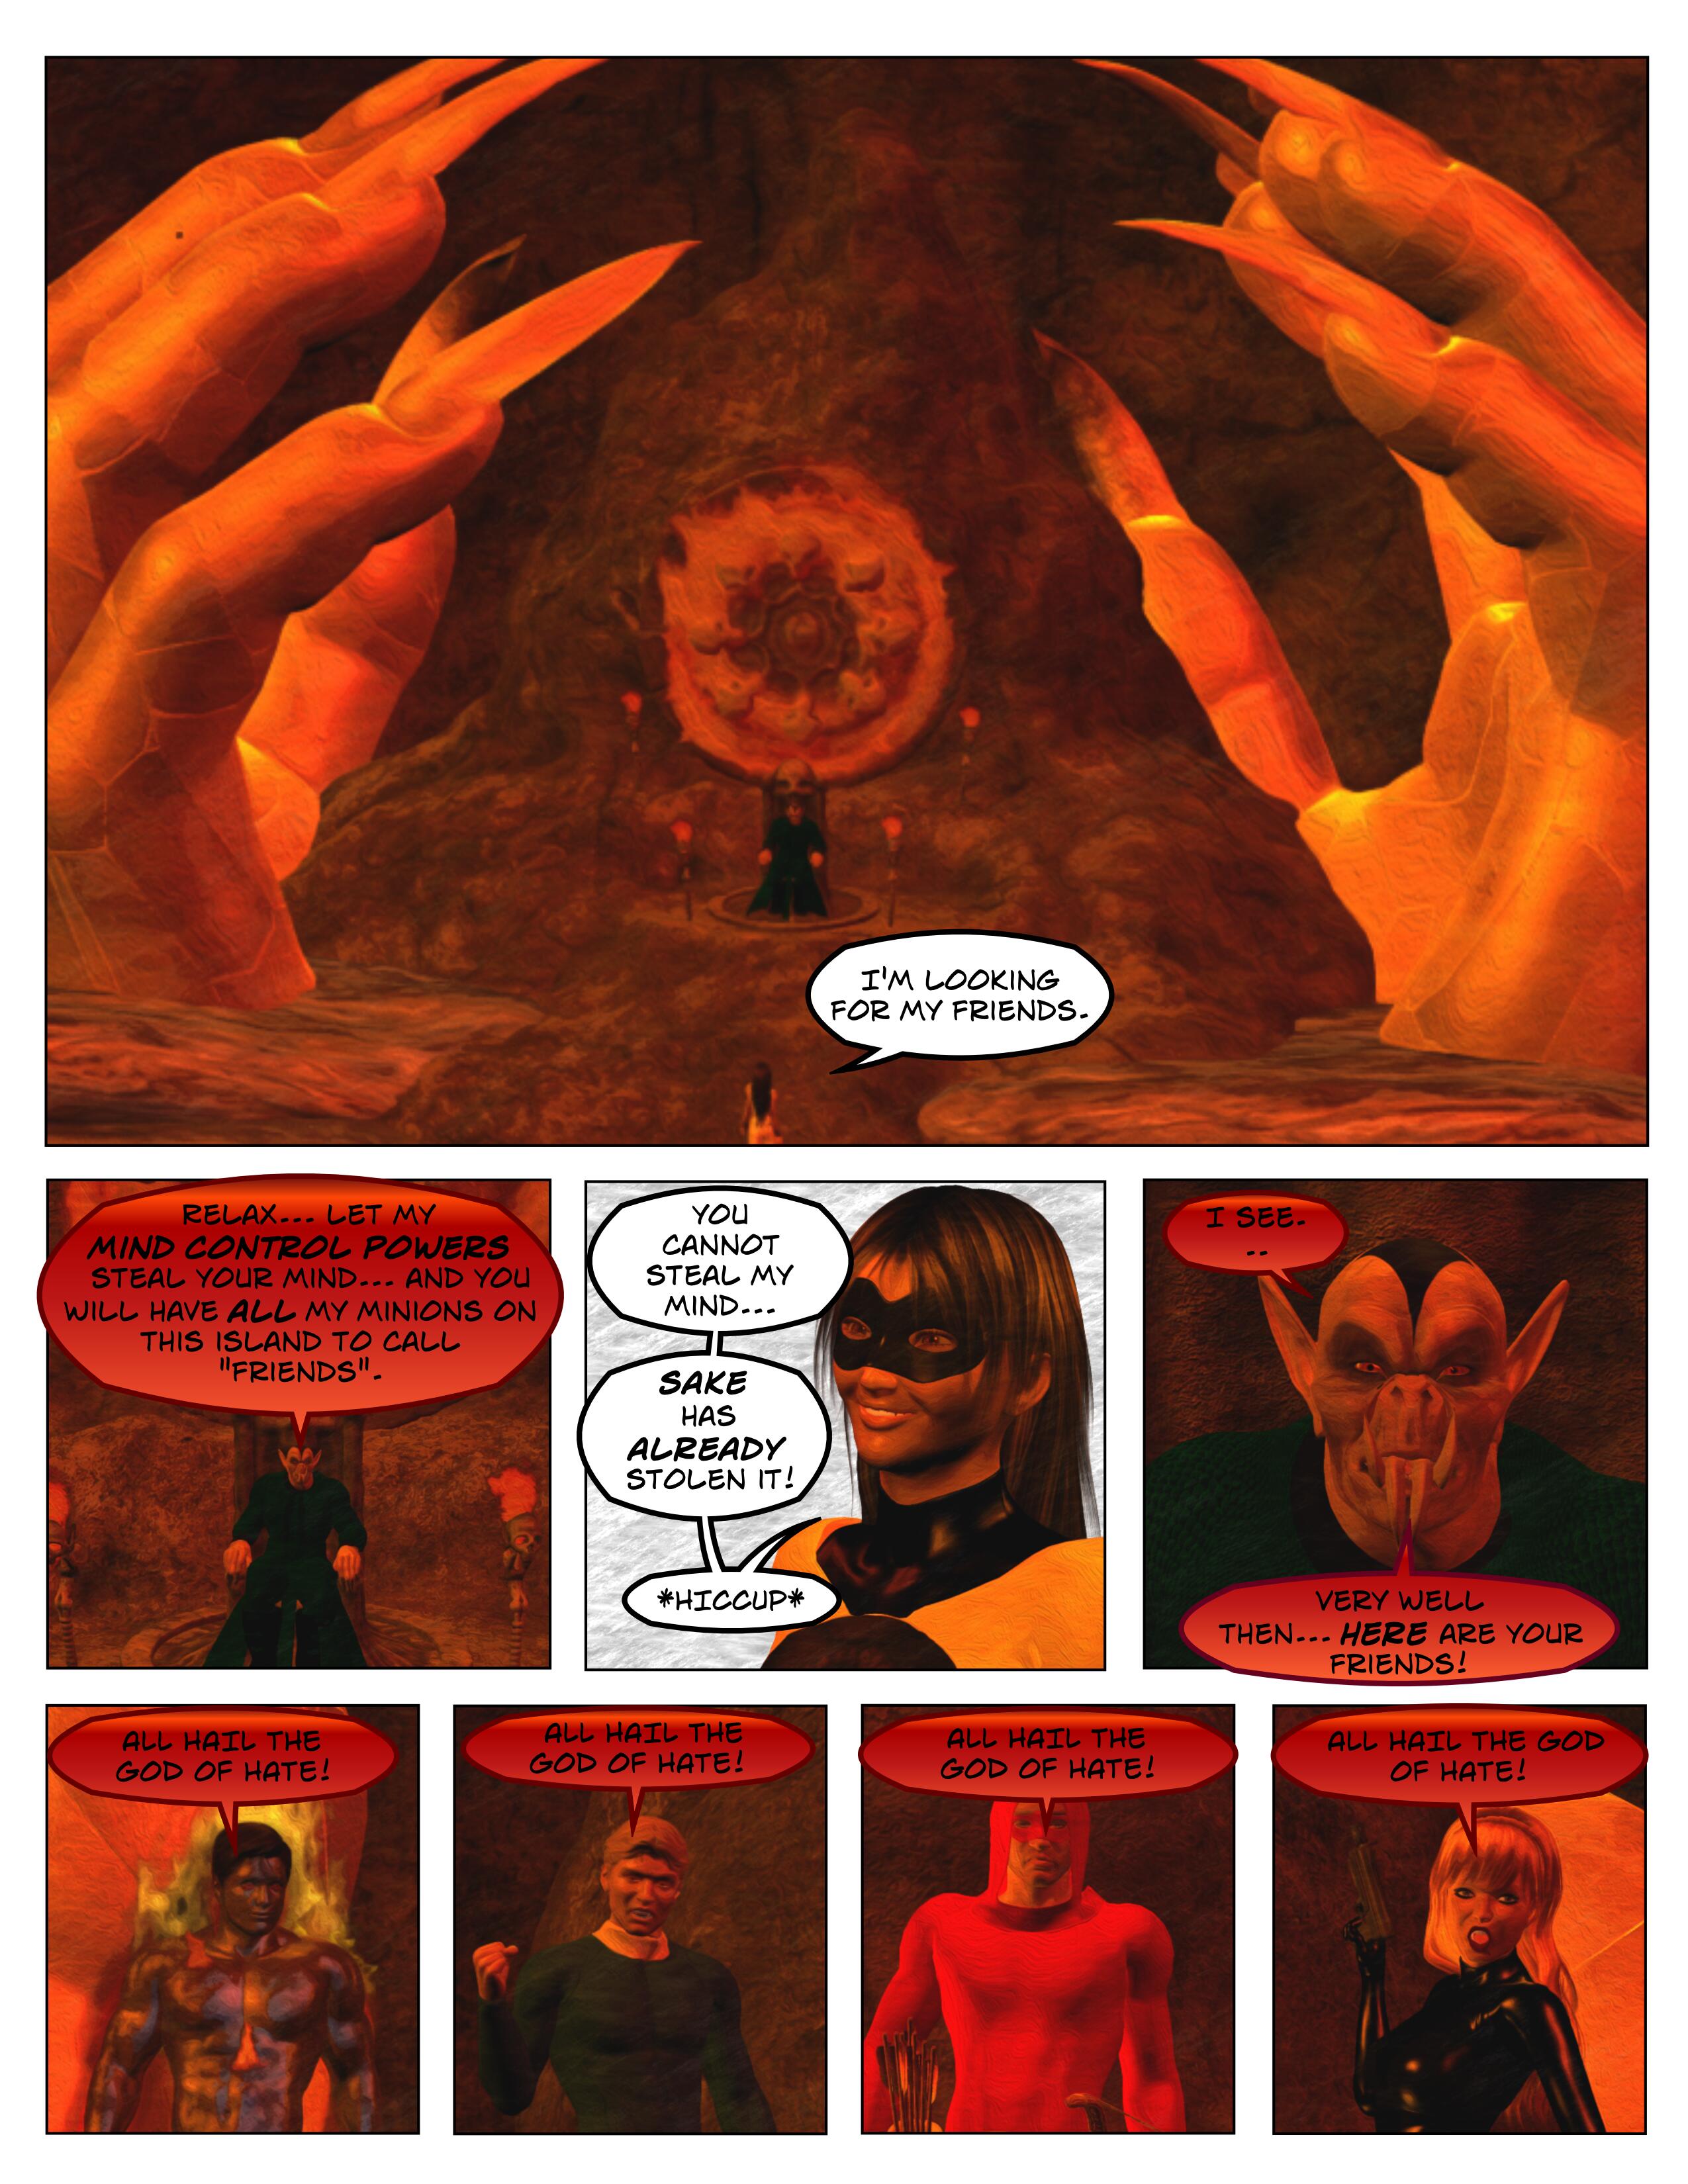 I'M LOOKING
FOR MY FRIENDS.
RELAX... LET MY
MIND CONTROL POWERS
STEAL YOUR MIND... AND YOU
WILL HAVE ALL MY MINIONS ON
THIS ISLAND TO CALL
"FRIENDS".
YOU
CANNOT
STEAL MY
MIND...
SAKE
HAS
ALREADY
STOLEN IT!
*HICCUP*
I SEE.
..
VERY WELL
THEN... HERE ARE YOUR
FRIENDS!
ALL HAIL THE
GOD OF HATE!
ALL HAIL THE
GOD OF HATE!
ALL HAIL THE
GOD OF HATE!
ALL HAIL THE GOD
OF HATE!